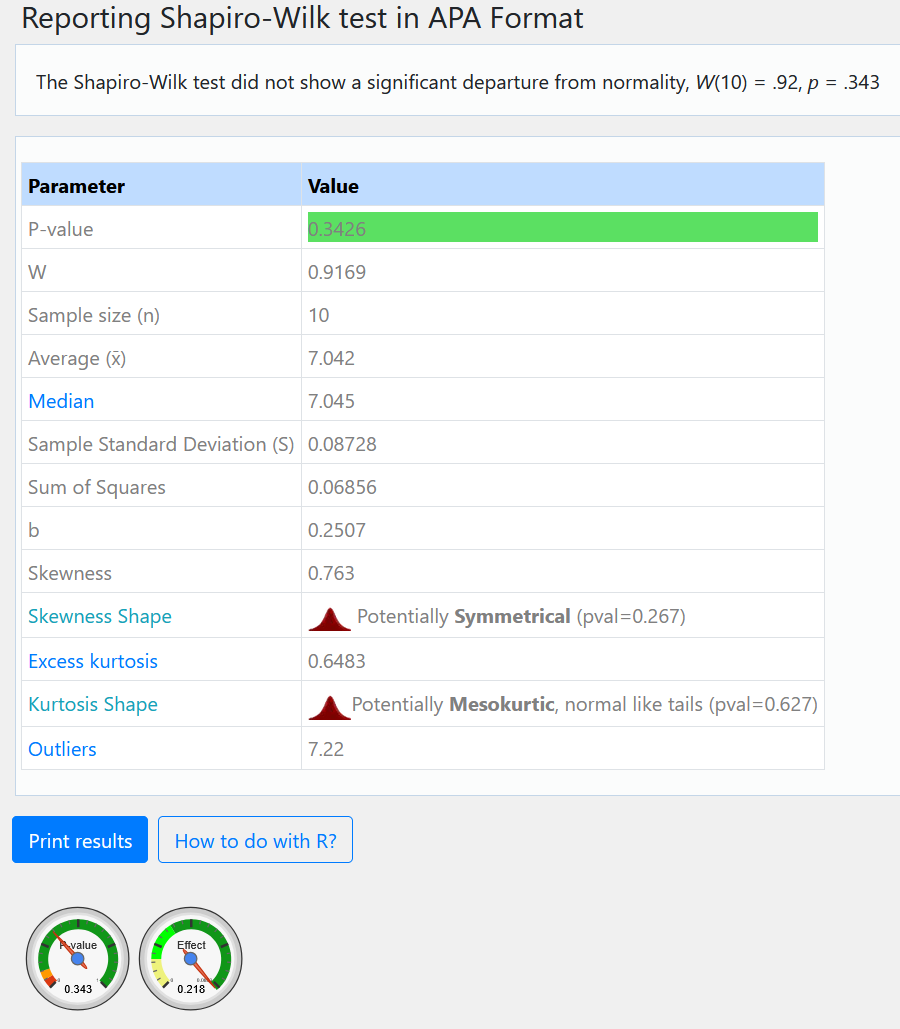 Reporting Shapiro-Wilk test in APA Format
The Shapiro-Wilk test did not show a significant departure from normality, W(10) = .92, p = .343
Parameter Value
P-value 0.3426
W 0.9169
Sample size (n) 10
Average (x̄) 7.042
Median 7.045
Sample Standard Deviation (S) 0.08728
Sum of Squares 0.06856
b 0.2507
Skewness 0.763
Skewness Shape Potentially Symmetrical (pval=0.267)
Excess kurtosis 0.6483
Kurtosis Shape Potentially Mesokurtic, normal like tails (pval=0.627)
Outliers 7.22
Print results How to do with R?
P-value Effect
0.343 0.218